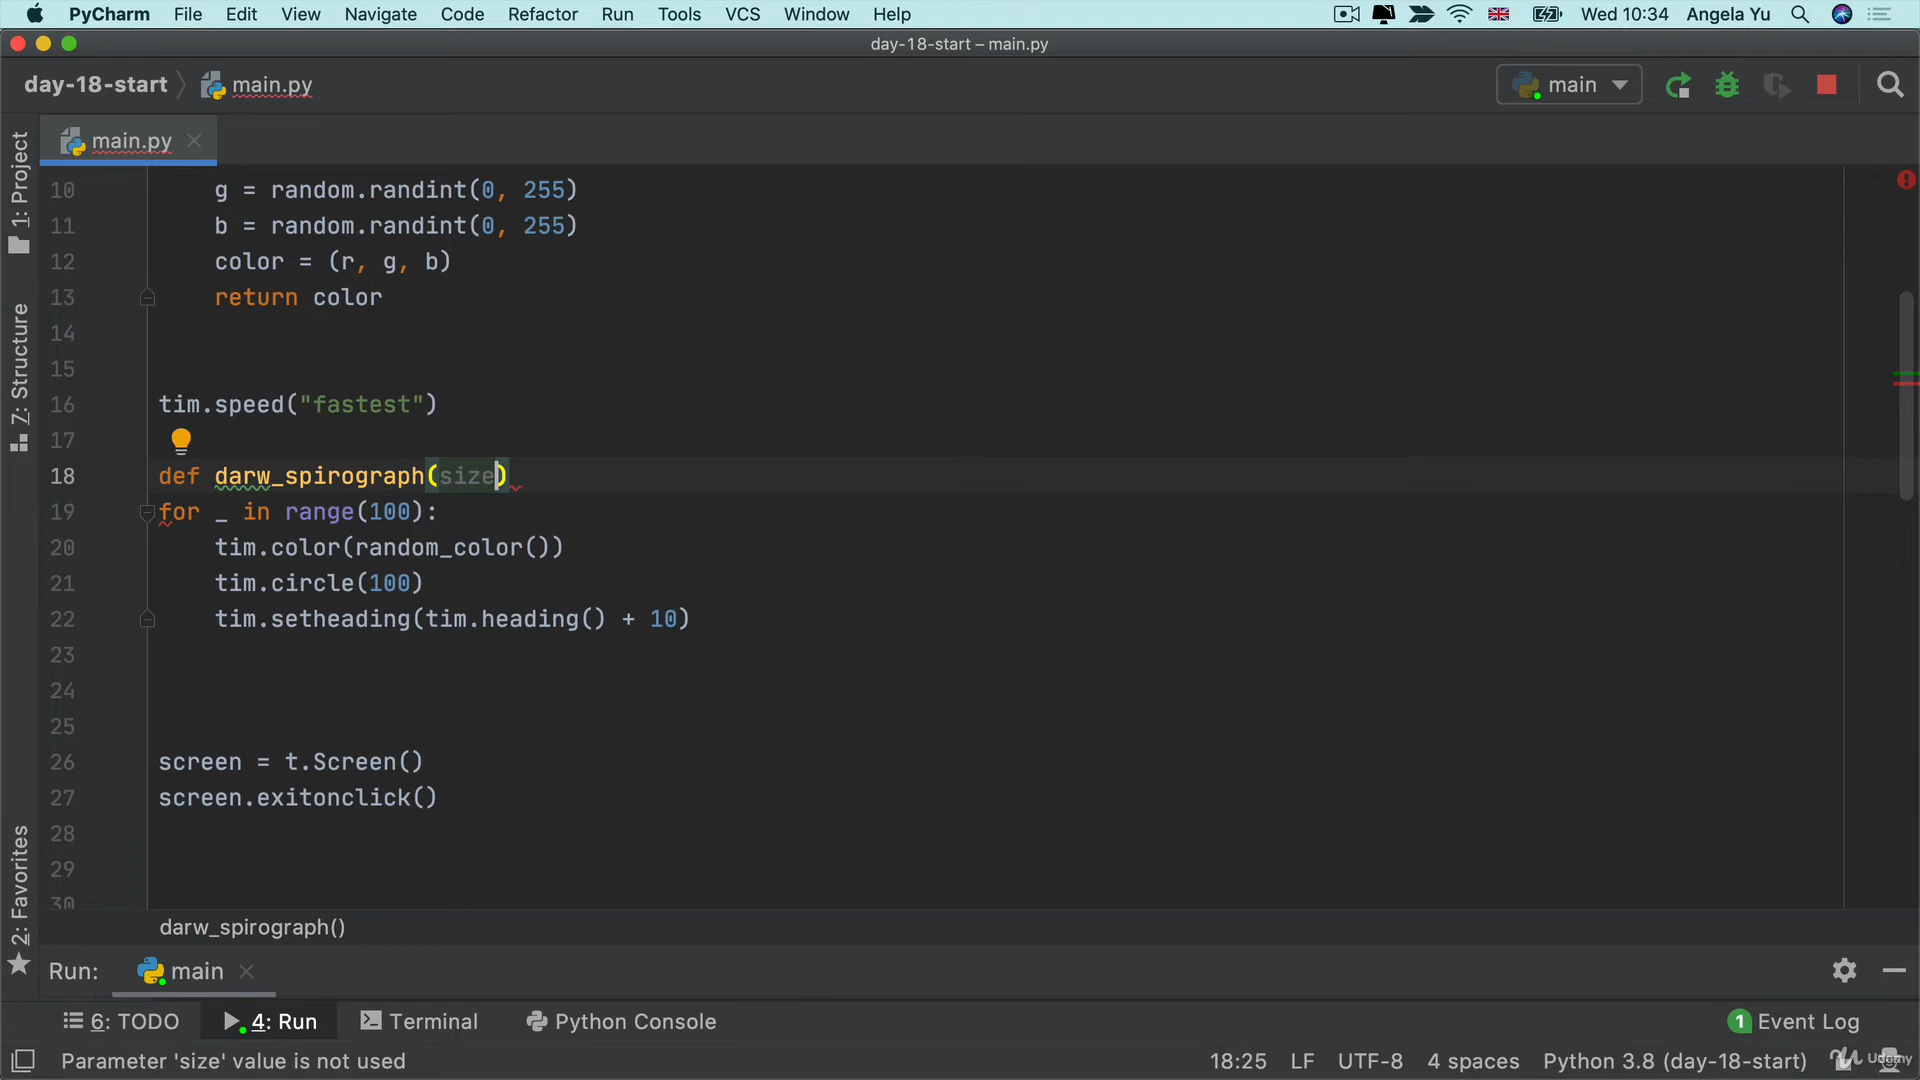 PyCharm File Edit View Navigate Code Refactor Run Tools VCS Window Help Wed 10:34 Angela Yu
day-18-start – main.py
day-18-start main.py main
main.py
1: Project
7: Structure
2: Favorites
10 g = random.randint(0, 255)
11 b = random.randint(0, 255)
12 color = (r, g, b)
13 return color
14
15
16 tim.speed("fastest")
17
18 def darw_spirograph(size)
19 for _ in range(100):
20 tim.color(random_color())
21 tim.circle(100)
22 tim.setheading(tim.heading() + 10)
23
24
25
26 screen = t.Screen()
27 screen.exitonclick()
28
29
30
darw_spirograph()
Run: main
6: TODO 4: Run Terminal Python Console 1 Event Log
Parameter 'size' value is not used 18:25 LF UTF-8 4 spaces Python 3.8 (day-18-start) Udemy